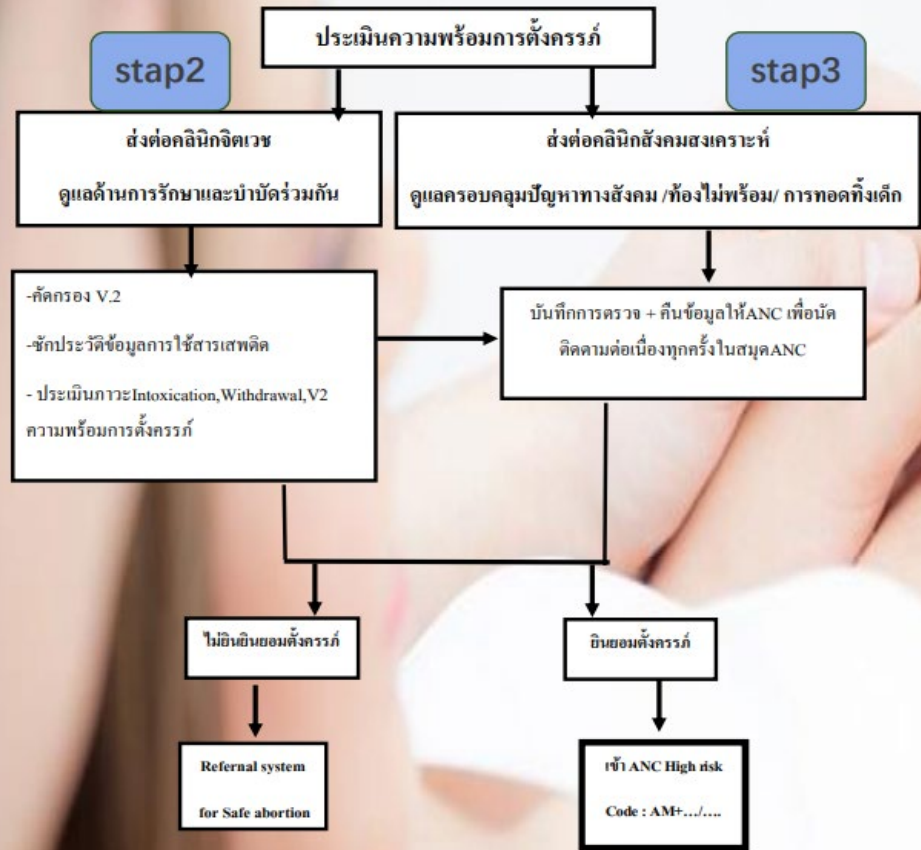 ประเมินความพร้อมการตั้งครรภ์
stap2
stap3
ส่งต่อคลินิกจิตเวช
ดูแลด้านการรักษาและบำบัดร่วมกัน
ส่งต่อคลินิกสังคมสงเคราะห์
ดูแลครอบคลุมปัญหาทางสังคม /ท้องไม่พร้อม/ การทอดทิ้งเด็ก
-คัดกรอง V.2
-ซักประวัติข้อมูลการใช้สารเสพติด
- ประเมินภาวะIntoxication,Withdrawal,V2
ความพร้อมการตั้งครรภ์
บันทึกการตรวจ + คืนข้อมูลให้ANC เพื่อนัด
ติดตามต่อเนื่องทุกครั้งในสมุดANC
ไม่ยินยินยอมตั้งครรภ์
ยินยอมตั้งครรภ์
Refernal system
for Safe abortion
เข้า ANC High risk
Code : AM+…/….